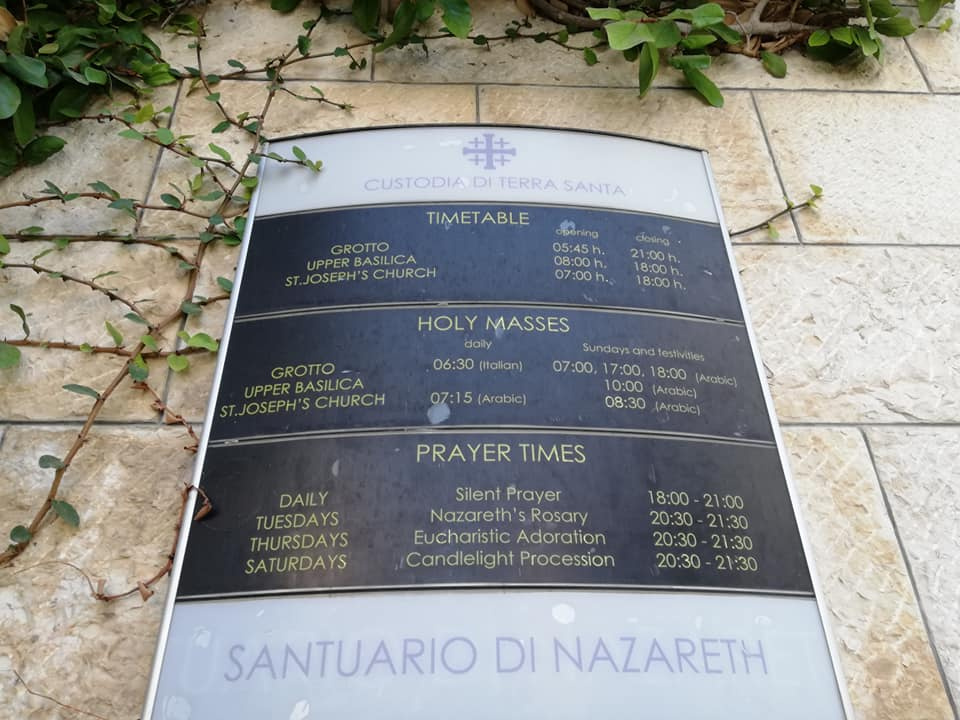 CUSTODIA DI TERRA SANTA
TIMETABLE
opening closing
GROTTO 05:45 h. 21:00 h.
UPPER BASILICA 08:00 h. 18:00 h.
ST.JOSEPH'S CHURCH 07:00 h. 18:00 h.
HOLY MASSES
daily Sundays and festivities
GROTTO 06:30 (Italian) 07:00, 17:00, 18:00 (Arabic)
UPPER BASILICA 10:00 (Arabic)
ST.JOSEPH'S CHURCH 07:15 (Arabic) 08:30 (Arabic)
PRAYER TIMES
DAILY Silent Prayer 18:00 - 21:00
TUESDAYS Nazareth's Rosary 20:30 - 21:30
THURSDAYS Eucharistic Adoration 20:30 - 21:30
SATURDAYS Candlelight Procession 20:30 - 21:30
SANTUARIO DI NAZARETH